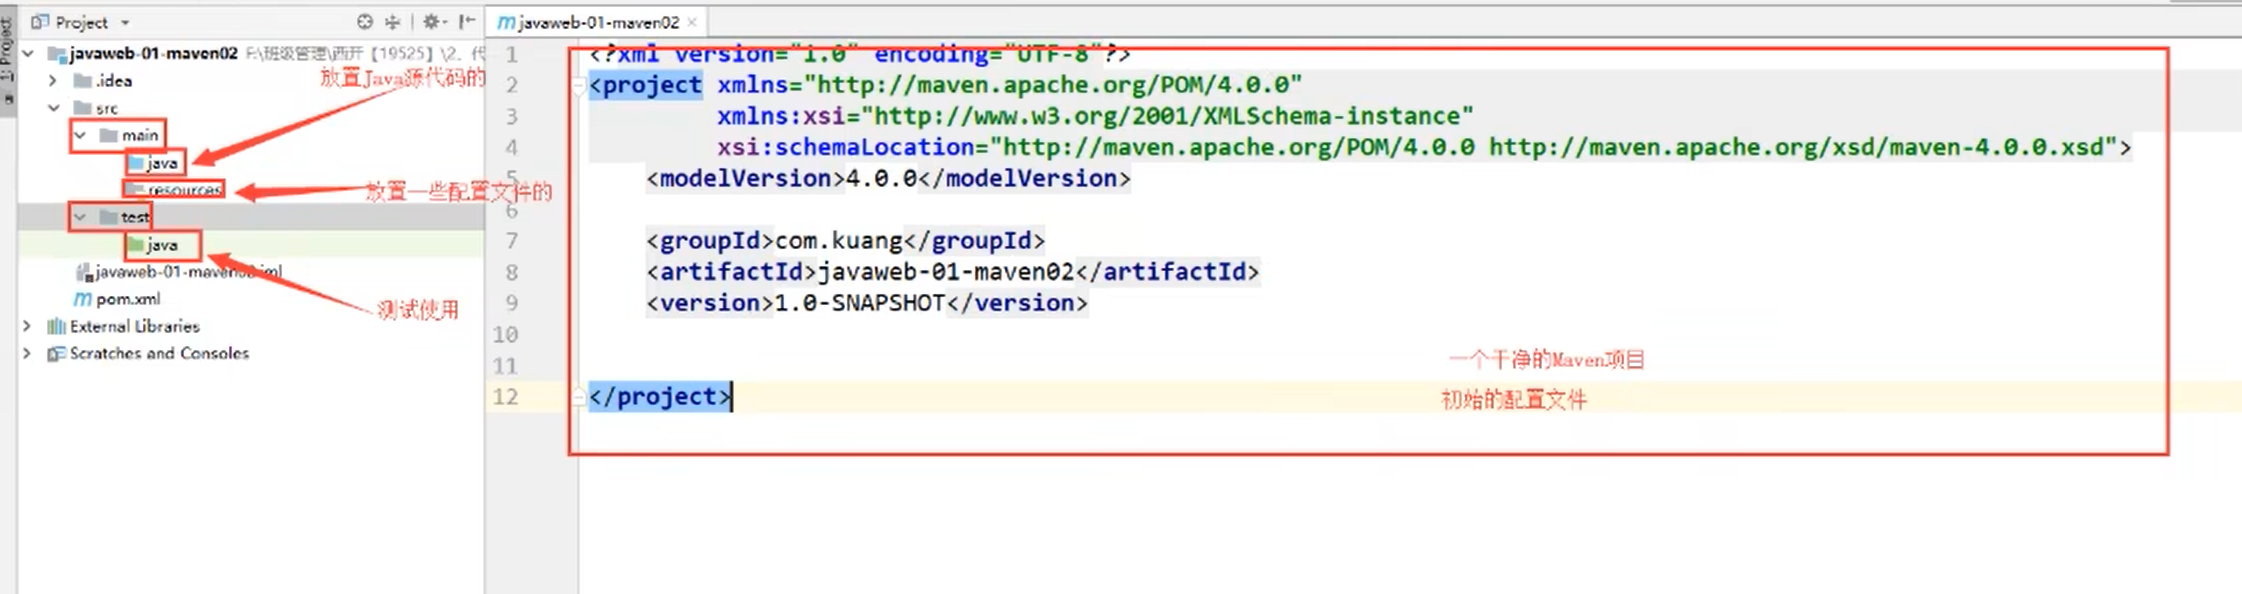 Project
javaweb-01-maven02 F:\班级管理\西开【19525】\2、代
.idea
src
main
java
resources
test
java
javaweb-01-maven02.iml
pom.xml
External Libraries
Scratches and Consoles
放置Java源代码的
放置一些配置文件的
测试使用
1: Project
javaweb-01-maven02
1 <?xml version="1.0" encoding="UTF-8"?>
2 <project xmlns="http://maven.apache.org/POM/4.0.0"
3 xmlns:xsi="http://www.w3.org/2001/XMLSchema-instance"
4 xsi:schemaLocation="http://maven.apache.org/POM/4.0.0 http://maven.apache.org/xsd/maven-4.0.0.xsd">
5 <modelVersion>4.0.0</modelVersion>
6
7 <groupId>com.kuang</groupId>
8 <artifactId>javaweb-01-maven02</artifactId>
9 <version>1.0-SNAPSHOT</version>
10
11
12 </project>
一个干净的Maven项目
初始的配置文件